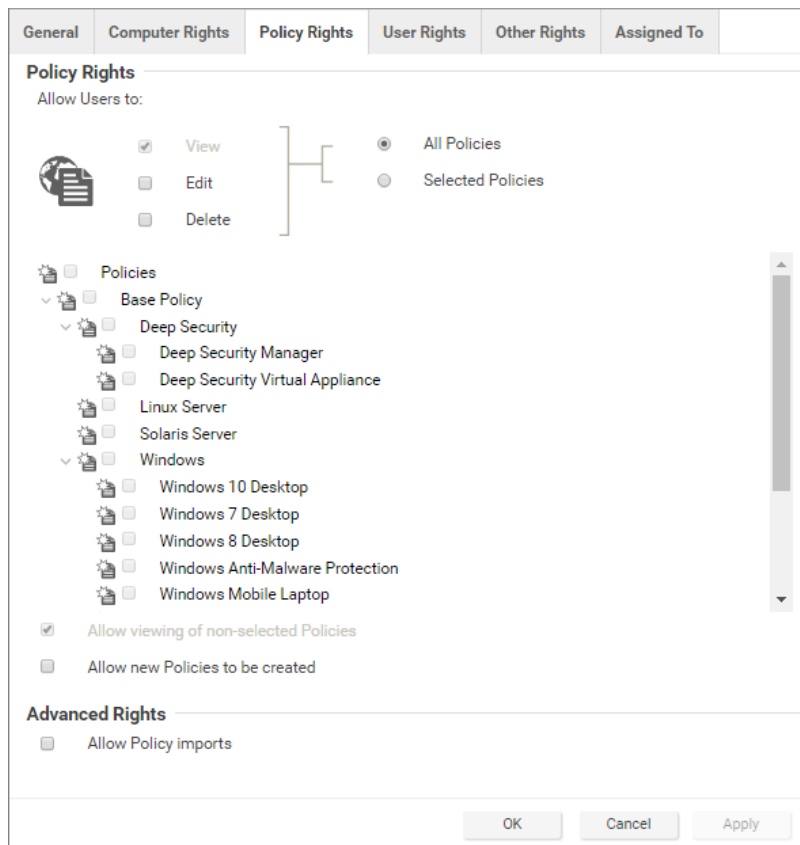 General Computer Rights Policy Rights User Rights Other Rights Assigned To
Policy Rights
Allow Users to:
View All Policies
Edit Selected Policies
Delete
Policies
Base Policy
Deep Security
Deep Security Manager
Deep Security Virtual Appliance
Linux Server
Solaris Server
Windows
Windows 10 Desktop
Windows 7 Desktop
Windows 8 Desktop
Windows Anti-Malware Protection
Windows Mobile Laptop
Allow viewing of non-selected Policies
Allow new Policies to be created
Advanced Rights
Allow Policy imports
OK Cancel Apply